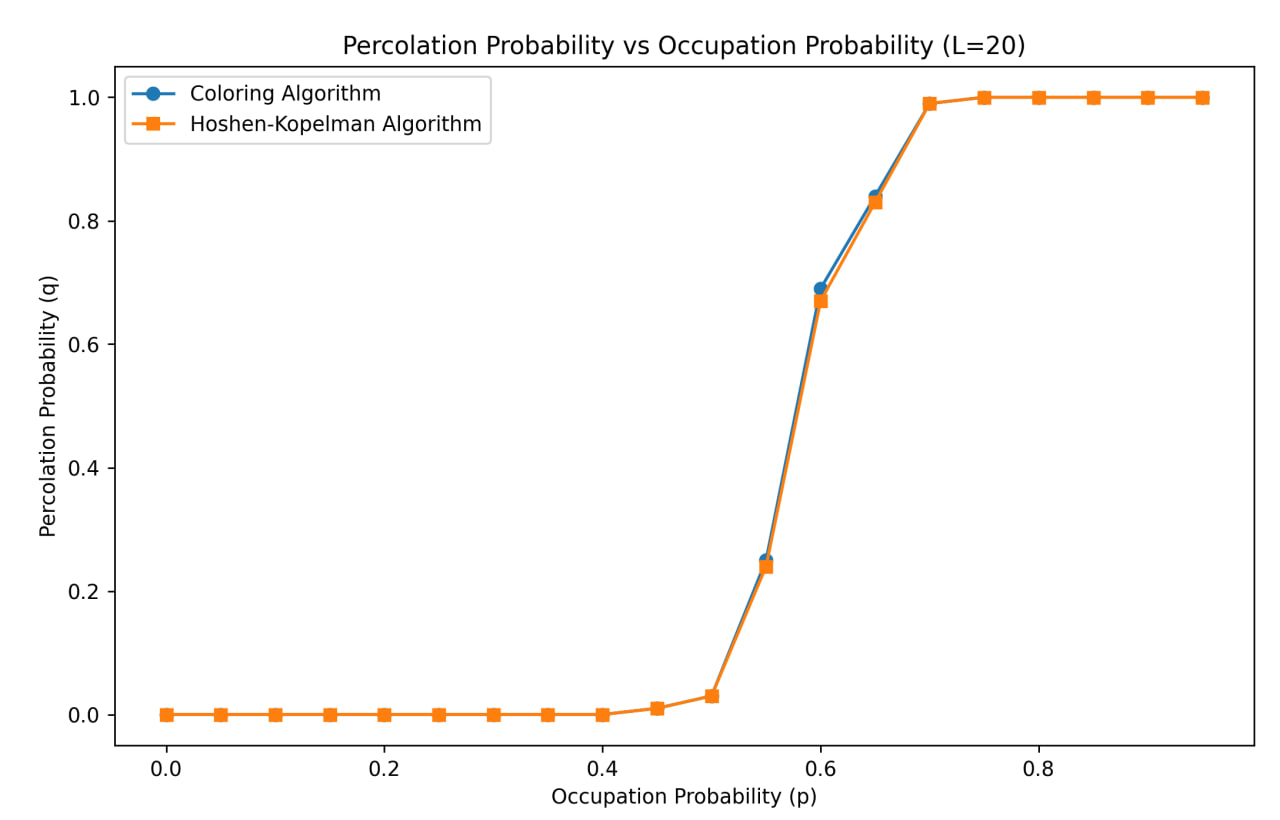 Percolation Probability vs Occupation Probability (L=20)
Coloring Algorithm
Hoshen-Kopelman Algorithm
1.0
0.8
0.6
0.4
0.2
0.0
Percolation Probability (q)
0.0 0.2 0.4 0.6 0.8
Occupation Probability (p)